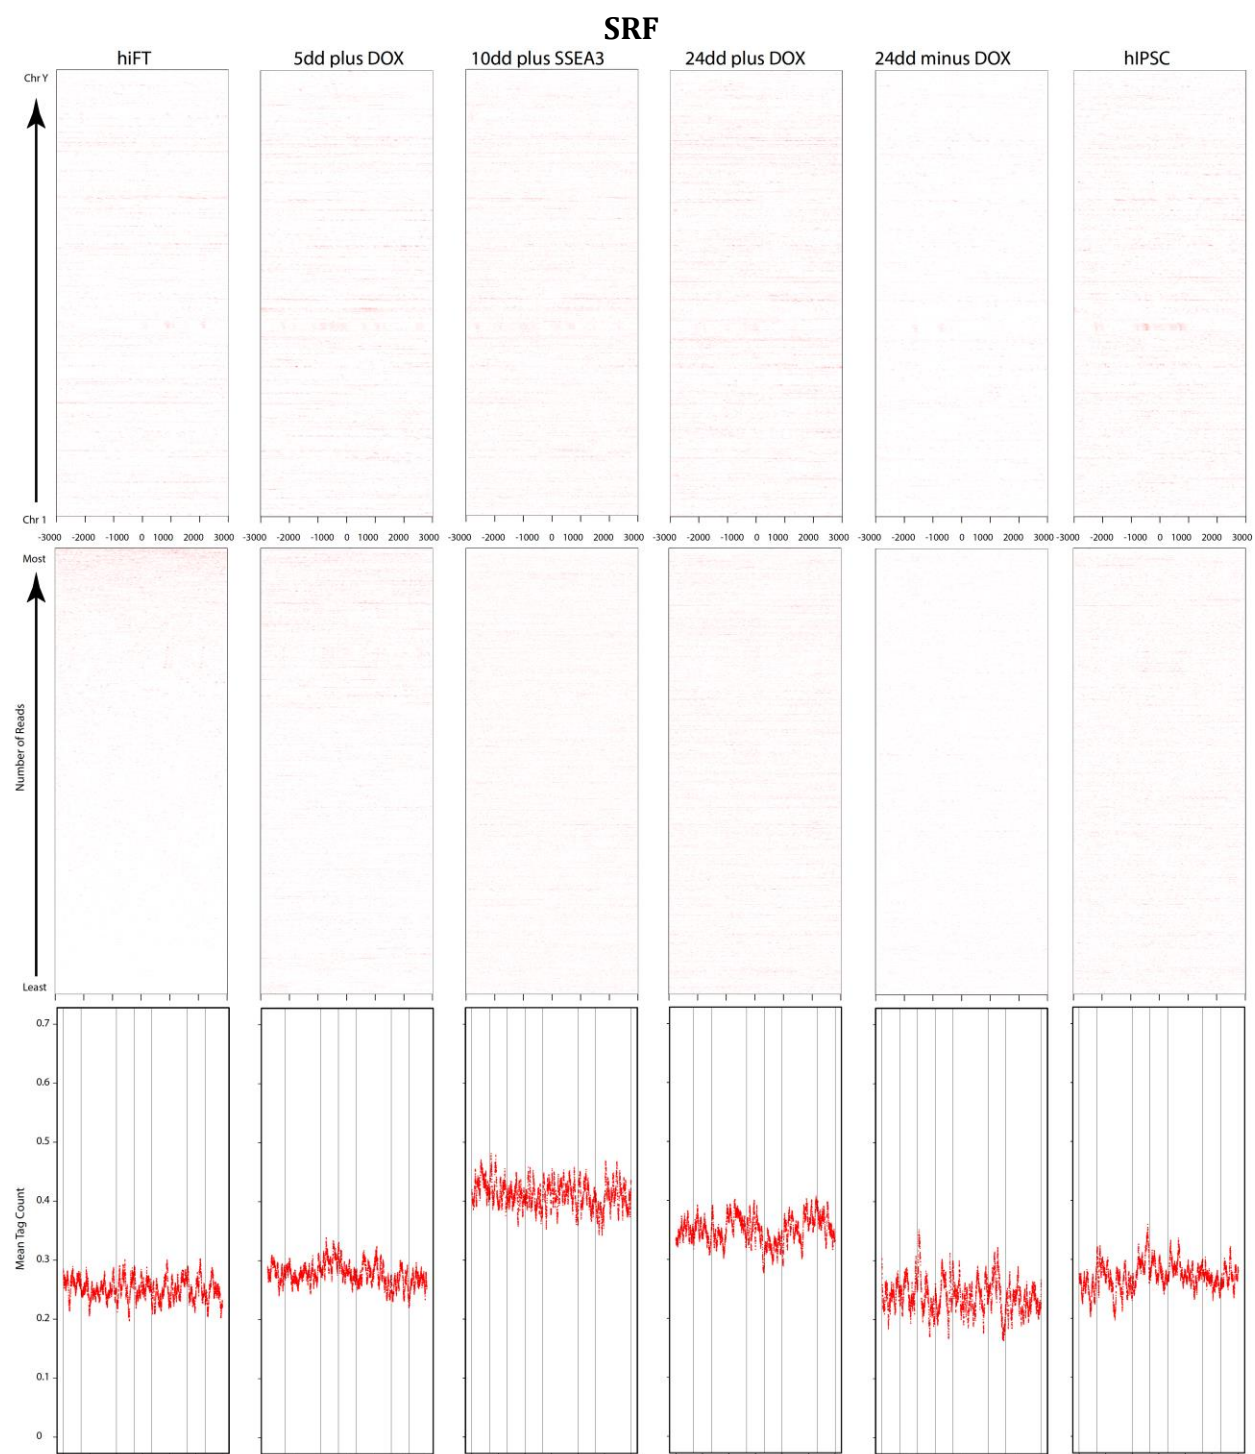 SRF
hiFT 5dd plus DOX 10dd plus SSEA3 24dd plus DOX 24dd minus DOX hIPSC
Chr Y
Chr 1
-3000 -2000 -1000 0 1000 2000 3000 -3000 -2000 -1000 0 1000 2000 3000 -3000 -2000 -1000 0 1000 2000 3000 -3000 -2000 -1000 0 1000 2000 3000 -3000 -2000 -1000 0 1000 2000 3000 -3000 -2000 -1000 0 1000 2000 3000
Most
Number of Reads
Least
0.7
0.6
0.5
0.4
Mean Tag Count
0.3
0.2
0.1
0